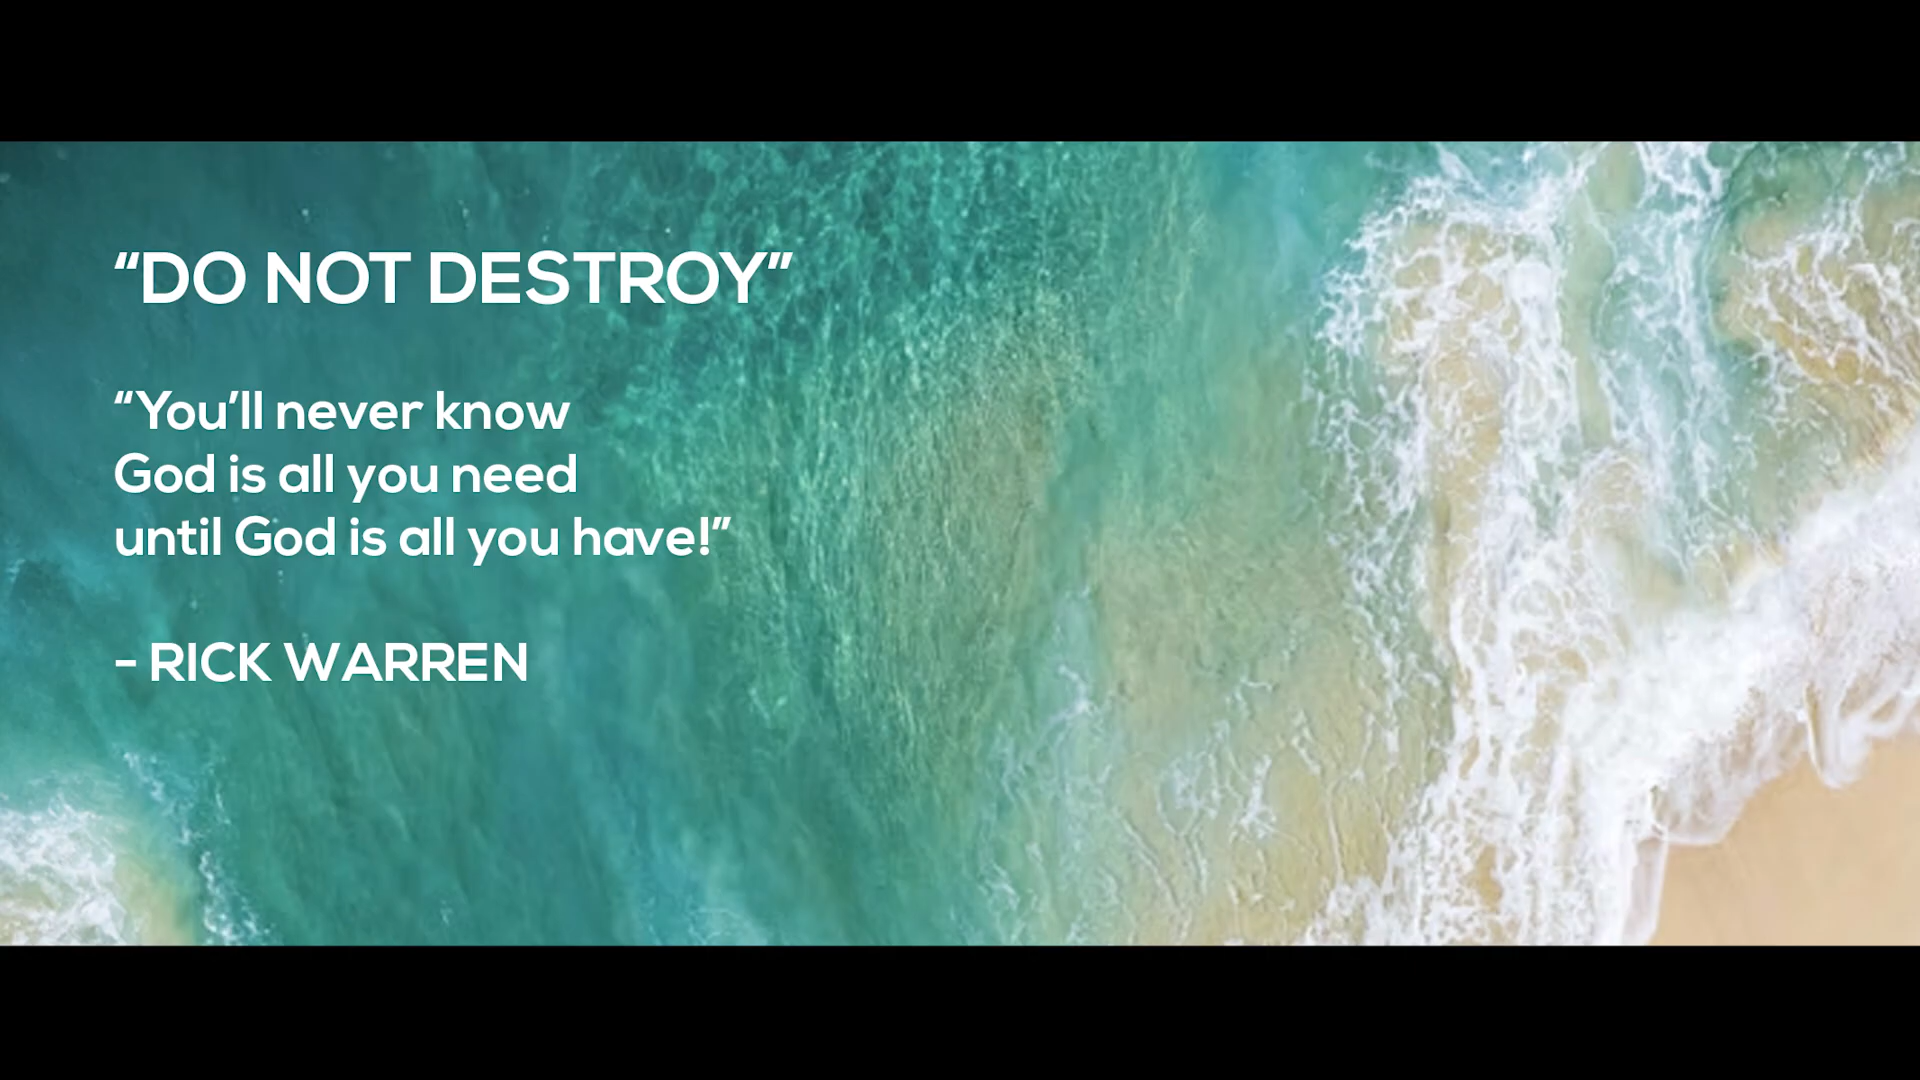 “DO NOT DESTROY”
“You’ll never know
God is all you need
until God is all you have!”
- RICK WARREN